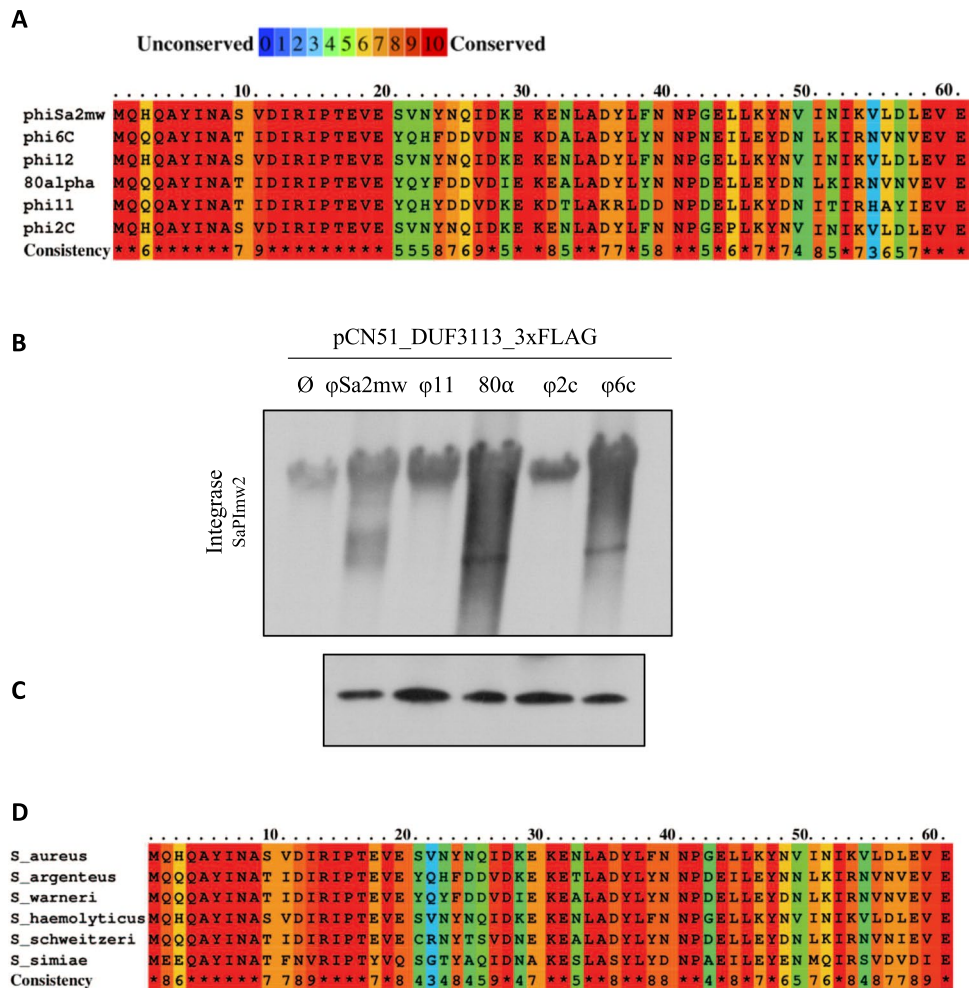 A
Unconserved 0 1 2 3 4 5 6 7 8 9 10 Conserved
. . . . . . . . . 10 . . . . . . . . . 20 . . . . . . . . . 30 . . . . . . . . . 40 . . . . . . . . . 50 . . . . . . . . . 60 .
phiSa2mw MQHQAYINAS VDIRIPTEVE SVNYNQIDKE KENLADYLFN NPGELLKYNV INIKVLDLEV E
phi6C MQQQAYINAT IDIRIPTEVE YQHFDDVDKE KDALADYLYN NPNEILEYDN LKIRNVNVEV E
phi12 MQHQAYINAS VDIRIPTEVE SVNYNQIDKE KENLADYLFN NPGELLKYNV INIKVLDLEV E
80alpha MQQQAYINAT IDIRIPTEVE YQYFDDVDIE KEALADYLYN NPDELLEYDN LKIRNVNVEV E
phi11 MQQQAYINAT IDIRIPTEVE YQHYDDVDKE KDTLAKRLDD NPDELLKYDN ITIRHAYIEV E
phi2C MQHQAYINAS VDIRIPTEVE SVNYNQIDKE KENLADYLFN NPGEPLKYNV INIKVLDLEV E
Consistency **6******7 9********* 5558769*5* *85**77*58 **5*6*7*74 85*73657** *
B
pCN51_DUF3113_3xFLAG
Ø φSa2mw φ11 80α φ2c φ6c
Integrase
SaPImw2
C
D
. . . . . . . . . 10 . . . . . . . . . 20 . . . . . . . . . 30 . . . . . . . . . 40 . . . . . . . . . 50 . . . . . . . . . 60 .
S_aureus MQHQAYINAS VDIRIPTEVE SVNYNQIDKE KENLADYLFN NPGELLKYNV INIKVLDLEV E
S_argenteus MQQQAYINAT IDIRIPTEVE YQHFDDVDKE KETLADYLYN NPDEILEYNN LKIRNVNVEV E
S_warneri MQQQAYINAT IDIRIPTEVE YQYFDDVDIE KEALADYLYN NPDELLEYDN LKIRNVNVEV E
S_haemolyticus MQHQAYINAS VDIRIPTEVE SVNYNQIDKE KENLADYLFN NPGELLKYNV INIKVLDLEV E
S_schweitzeri MQQQAYINAT IDIRIPTEVE CRNYTSVDNE KEALADYLYN NPDELLEYDN LKIRNVNIEV E
S_simiae MEEQAYINAT FNVRIPTYVQ SGTYAQIDNA KESLASYLYD NPAEILEYEN MQIRSVDVDI E
Consistency *86******7 789****7*8 4348459*47 **5**8*88* **4*8*7*65 76*8487789 *